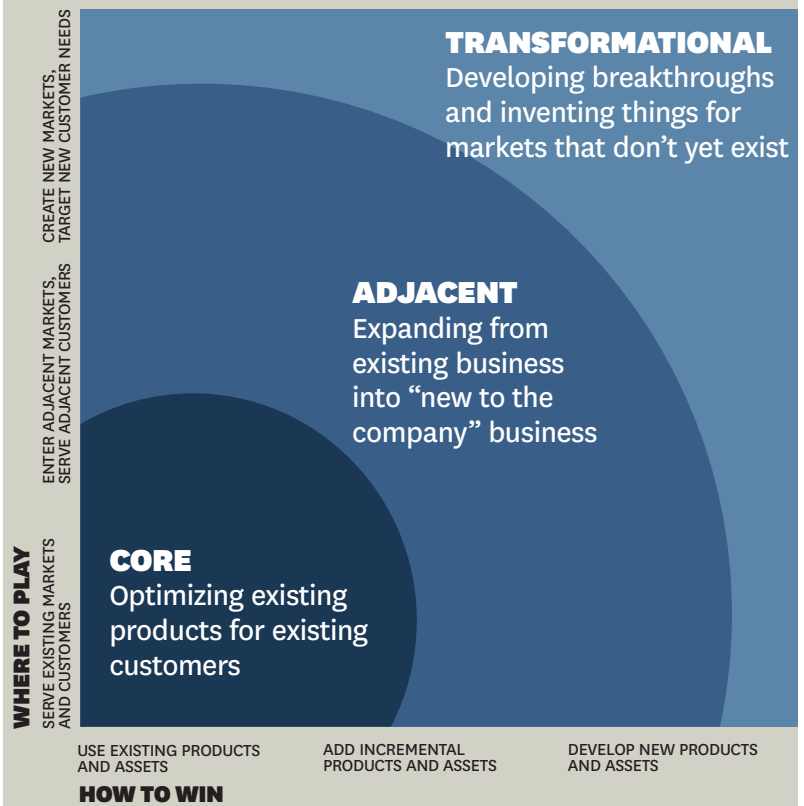 TRANSFORMATIONAL
Developing breakthroughs
and inventing things for
markets that don’t yet exist
ADJACENT
Expanding from
existing business
into “new to the
company” business
CORE
Optimizing existing
products for existing
customers
WHERE TO PLAY
CREATE NEW MARKETS,
TARGET NEW CUSTOMER NEEDS
ENTER ADJACENT MARKETS,
SERVE ADJACENT CUSTOMERS
SERVE EXISTING MARKETS
AND CUSTOMERS
USE EXISTING PRODUCTS
AND ASSETS
ADD INCREMENTAL
PRODUCTS AND ASSETS
DEVELOP NEW PRODUCTS
AND ASSETS
HOW TO WIN